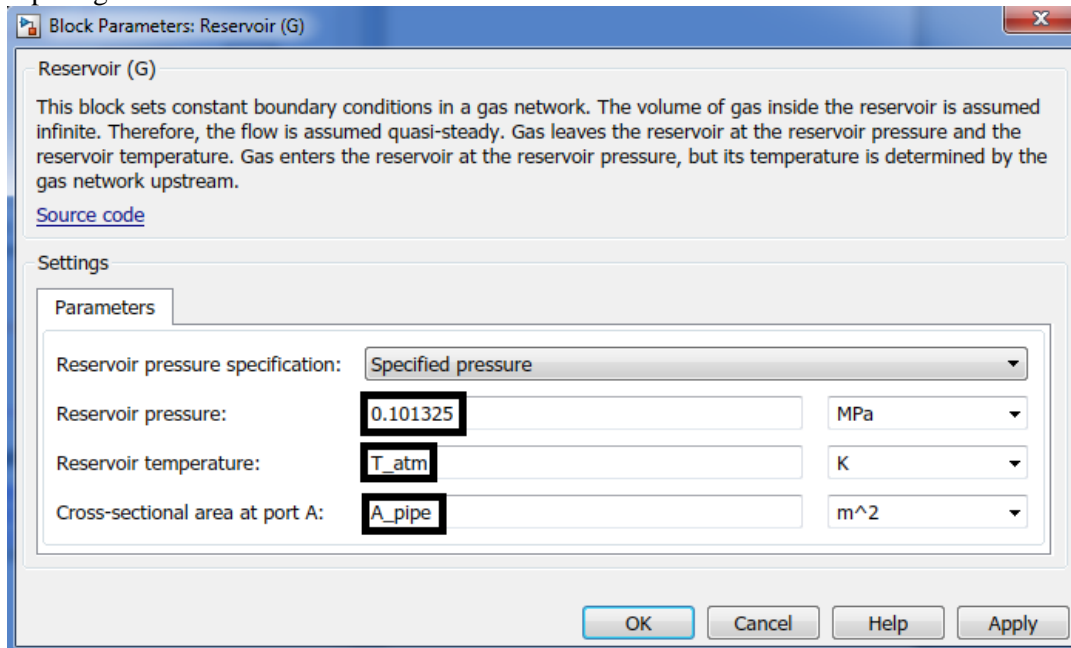 Block Parameters: Reservoir (G)
Reservoir (G)
This block sets constant boundary conditions in a gas network. The volume of gas inside the reservoir is assumed
infinite. Therefore, the flow is assumed quasi-steady. Gas leaves the reservoir at the reservoir pressure and the
reservoir temperature. Gas enters the reservoir at the reservoir pressure, but its temperature is determined by the
gas network upstream.
Source code
Settings
Parameters
Reservoir pressure specification: Specified pressure
Reservoir pressure: 0.101325 MPa
Reservoir temperature: T_atm K
Cross-sectional area at port A: A_pipe m^2
OK Cancel Help Apply